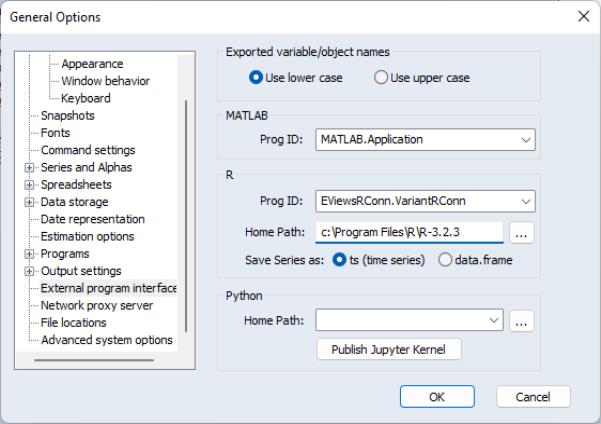 General Options
Appearance
Window behavior
Keyboard
Snapshots
Fonts
Command settings
Series and Alphas
Spreadsheets
Data storage
Date representation
Estimation options
Programs
Output settings
External program interface
Network proxy server
File locations
Advanced system options
Exported variable/object names
Use lower case Use upper case
MATLAB
Prog ID: MATLAB.Application
R
Prog ID: EViewsRConn.VariantRConn
Home Path: c:\Program Files\R\R-3.2.3 ...
Save Series as: ts (time series) data.frame
Python
Home Path: ...
Publish Jupyter Kernel
OK Cancel